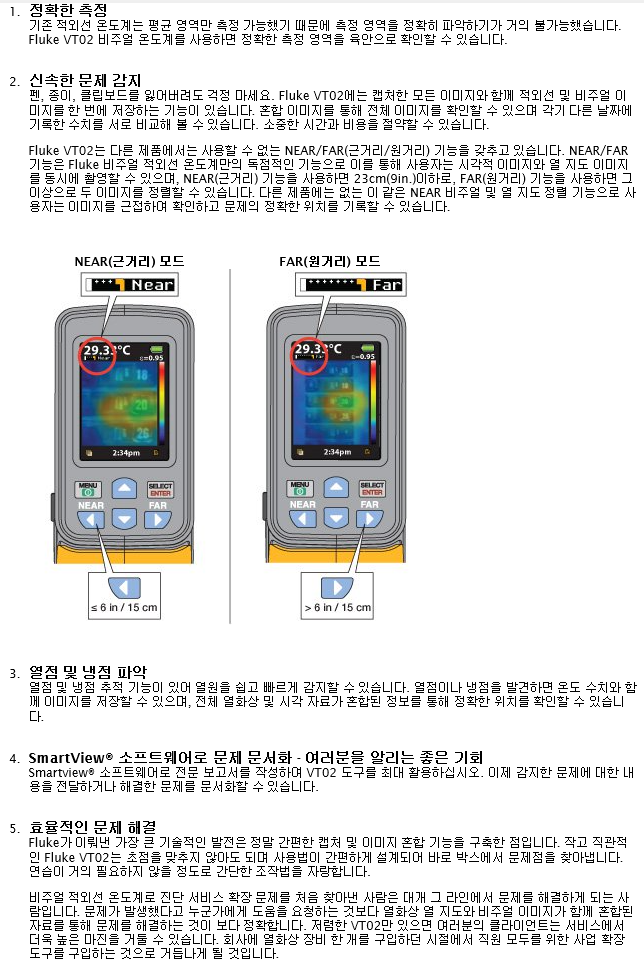 1. 정확한 측정
기존 적외선 온도계는 평균 영역만 측정 가능했기 때문에 측정 영역을 정확히 파악하기가 거의 불가능했습니다.
Fluke VT02 비주얼 온도계를 사용하면 정확한 측정 영역을 육안으로 확인할 수 있습니다.
2. 신속한 문제 감지
펜, 종이, 클립보드를 잃어버려도 걱정 마세요. Fluke VT02에는 캡처한 모든 이미지와 함께 적외선 및 비주얼 이
미지를 한 번에 저장하는 기능이 있습니다. 혼합 이미지를 통해 전체 이미지를 확인할 수 있으며 각기 다른 날짜에
기록한 수치를 서로 비교해 볼 수 있습니다. 소중한 시간과 비용을 절약할 수 있습니다.
Fluke VT02는 다른 제품에서는 사용할 수 없는 NEAR/FAR(근거리/원거리) 기능을 갖추고 있습니다. NEAR/FAR
기능은 Fluke 비주얼 적외선 온도계만의 독점적인 기능으로 이를 통해 사용자는 시각적 이미지와 열 지도 이미지
를 동시에 촬영할 수 있으며, NEAR(근거리) 기능을 사용하면 23cm(9in.)이하로, FAR(원거리) 기능을 사용하면 그
이상으로 두 이미지를 정렬할 수 있습니다. 다른 제품에는 없는 이 같은 NEAR 비주얼 및 열 지도 정렬 기능으로 사
용자는 이미지를 근접하여 확인하고 문제의 정확한 위치를 기록할 수 있습니다.
NEAR(근거리) 모드
Near
29.3°C
Near
ε=0.95
18
20
26
2:34pm
MENU
SELECT
ENTER
NEAR
FAR
≤ 6 in / 15 cm
FAR(원거리) 모드
Far
29.3°C
Far
ε=0.95
18
20
26
2:34pm
MENU
SELECT
ENTER
NEAR
FAR
> 6 in / 15 cm
3. 열점 및 냉점 파악
열점 및 냉점 추적 기능이 있어 열원을 쉽고 빠르게 감지할 수 있습니다. 열점이나 냉점을 발견하면 온도 수치와 함
께 이미지를 저장할 수 있으며, 전체 열화상 및 시각 자료가 혼합된 정보를 통해 정확한 위치를 확인할 수 있습니
다.
4. SmartView® 소프트웨어로 문제 문서화 - 여러분을 알리는 좋은 기회
Smartview® 소프트웨어로 전문 보고서를 작성하여 VT02 도구를 최대 활용하십시오. 이제 감지한 문제에 대한 내
용을 전달하거나 해결한 문제를 문서화할 수 있습니다.
5. 효율적인 문제 해결
Fluke가 이뤄낸 가장 큰 기술적인 발전은 정말 간편한 캡처 및 이미지 혼합 기능을 구축한 점입니다. 작고 직관적
인 Fluke VT02는 초점을 맞추지 않아도 되며 사용법이 간편하게 설계되어 바로 박스에서 문제점을 찾아냅니다.
연습이 거의 필요하지 않을 정도로 간단한 조작법을 자랑합니다.
비주얼 적외선 온도계로 진단 서비스 확장 문제를 처음 찾아낸 사람은 대개 그 라인에서 문제를 해결하게 되는 사
람입니다. 문제가 발생했다고 누군가에게 도움을 요청하는 것보다 열화상 열 지도와 비주얼 이미지가 함께 혼합된
자료를 통해 문제를 해결하는 것이 보다 정확합니다. 저렴한 VT02만 있으면 여러분의 클라이언트는 서비스에서
더욱 높은 마진을 거둘 수 있습니다. 회사에 열화상 장비 한 개를 구입하던 시절에서 직원 모두를 위한 사업 확장
도구를 구입하는 것으로 거듭나게 될 것입니다.